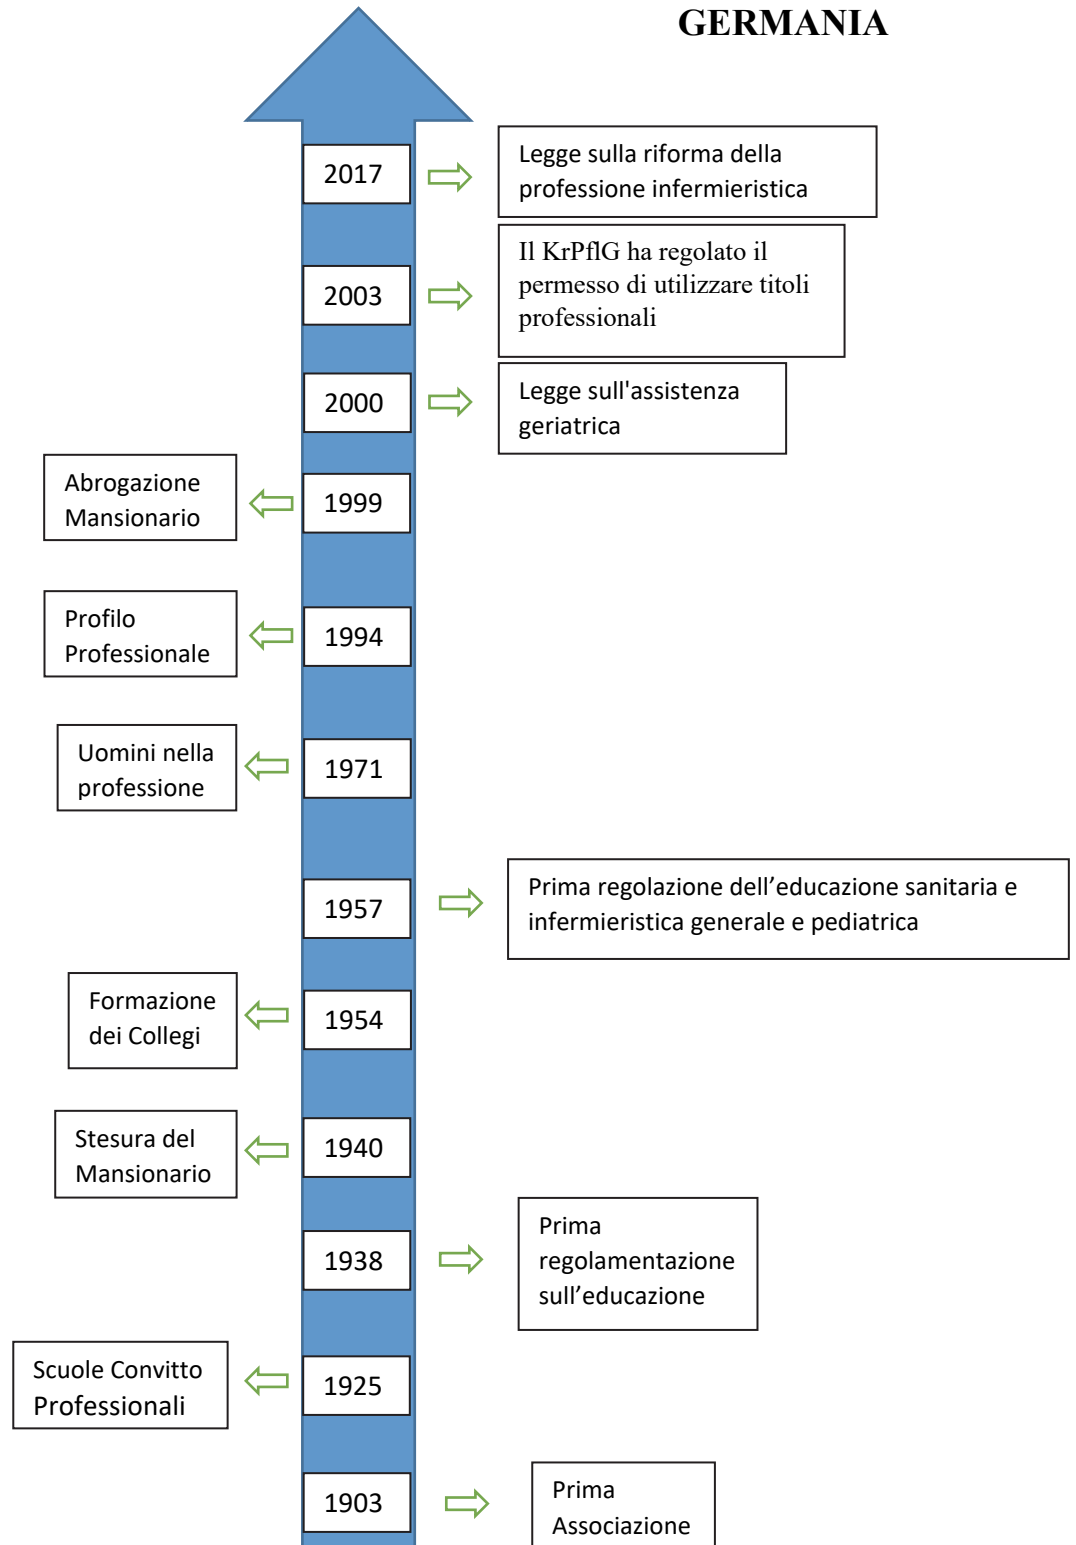 GERMANIA
2017
Legge sulla riforma della
professione infermieristica
2003
Il KrPflG ha regolato il
permesso di utilizzare titoli
professionali
2000
Legge sull'assistenza
geriatrica
Abrogazione
Mansionario
1999
Profilo
Professionale
1994
Uomini nella
professione
1971
1957
Prima regolazione dell’educazione sanitaria e
infermieristica generale e pediatrica
Formazione
dei Collegi
1954
Stesura del
Mansionario
1940
1938
Prima
regolamentazione
sull’educazione
Scuole Convitto
Professionali
1925
1903
Prima
Associazione